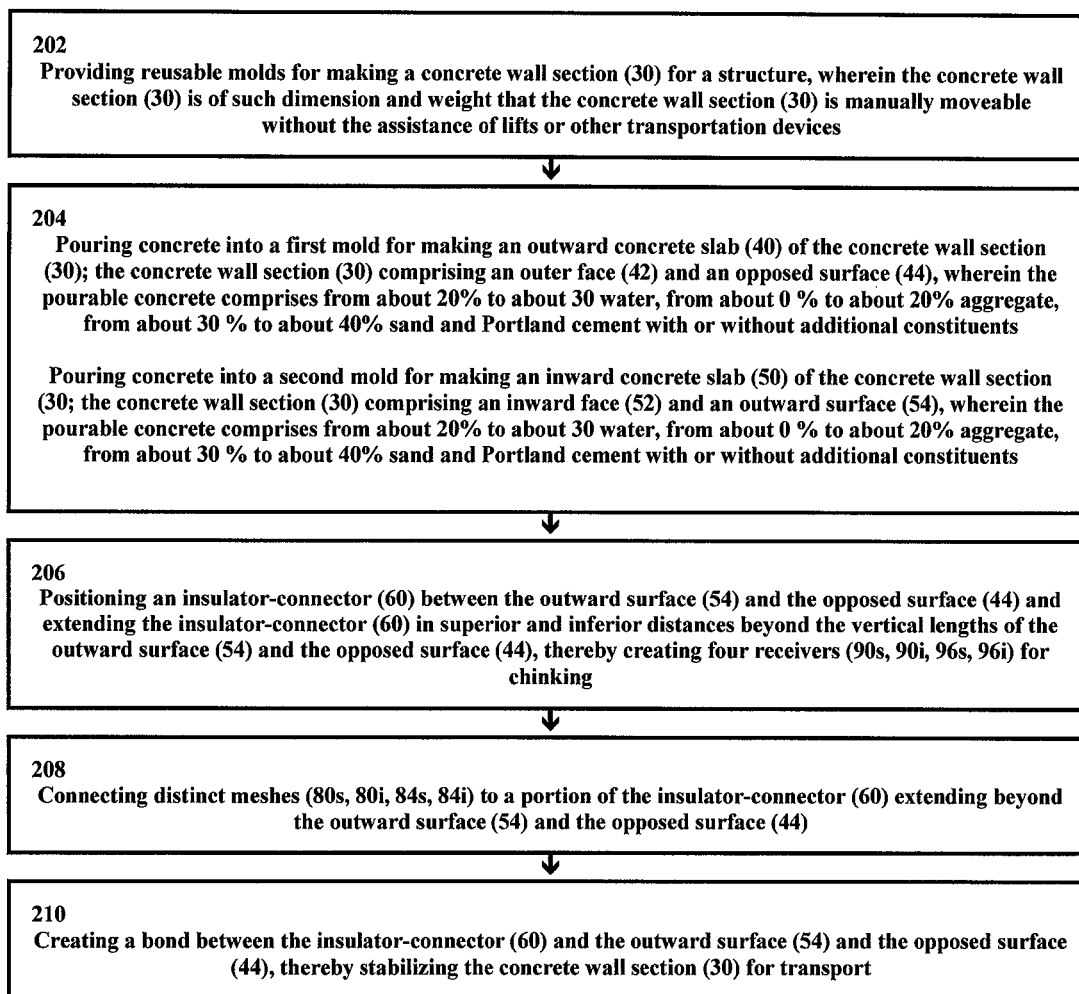 202
Providing reusable molds for making a concrete wall section (30) for a structure, wherein the concrete wall
section (30) is of such dimension and weight that the concrete wall section (30) is manually moveable
without the assistance of lifts or other transportation devices
204
Pouring concrete into a first mold for making an outward concrete slab (40) of the concrete wall section
(30); the concrete wall section (30) comprising an outer face (42) and an opposed surface (44), wherein the
pourable concrete comprises from about 20% to about 30 water, from about 0 % to about 20% aggregate,
from about 30 % to about 40% sand and Portland cement with or without additional constituents
Pouring concrete into a second mold for making an inward concrete slab (50) of the concrete wall section
(30; the concrete wall section (30) comprising an inward face (52) and an outward surface (54), wherein the
pourable concrete comprises from about 20% to about 30 water, from about 0 % to about 20% aggregate,
from about 30 % to about 40% sand and Portland cement with or without additional constituents
206
Positioning an insulator-connector (60) between the outward surface (54) and the opposed surface (44) and
extending the insulator-connector (60) in superior and inferior distances beyond the vertical lengths of the
outward surface (54) and the opposed surface (44), thereby creating four receivers (90s, 90i, 96s, 96i) for
chinking
208
Connecting distinct meshes (80s, 80i, 84s, 84i) to a portion of the insulator-connector (60) extending beyond
the outward surface (54) and the opposed surface (44)
210
Creating a bond between the insulator-connector (60) and the outward surface (54) and the opposed surface
(44), thereby stabilizing the concrete wall section (30) for transport